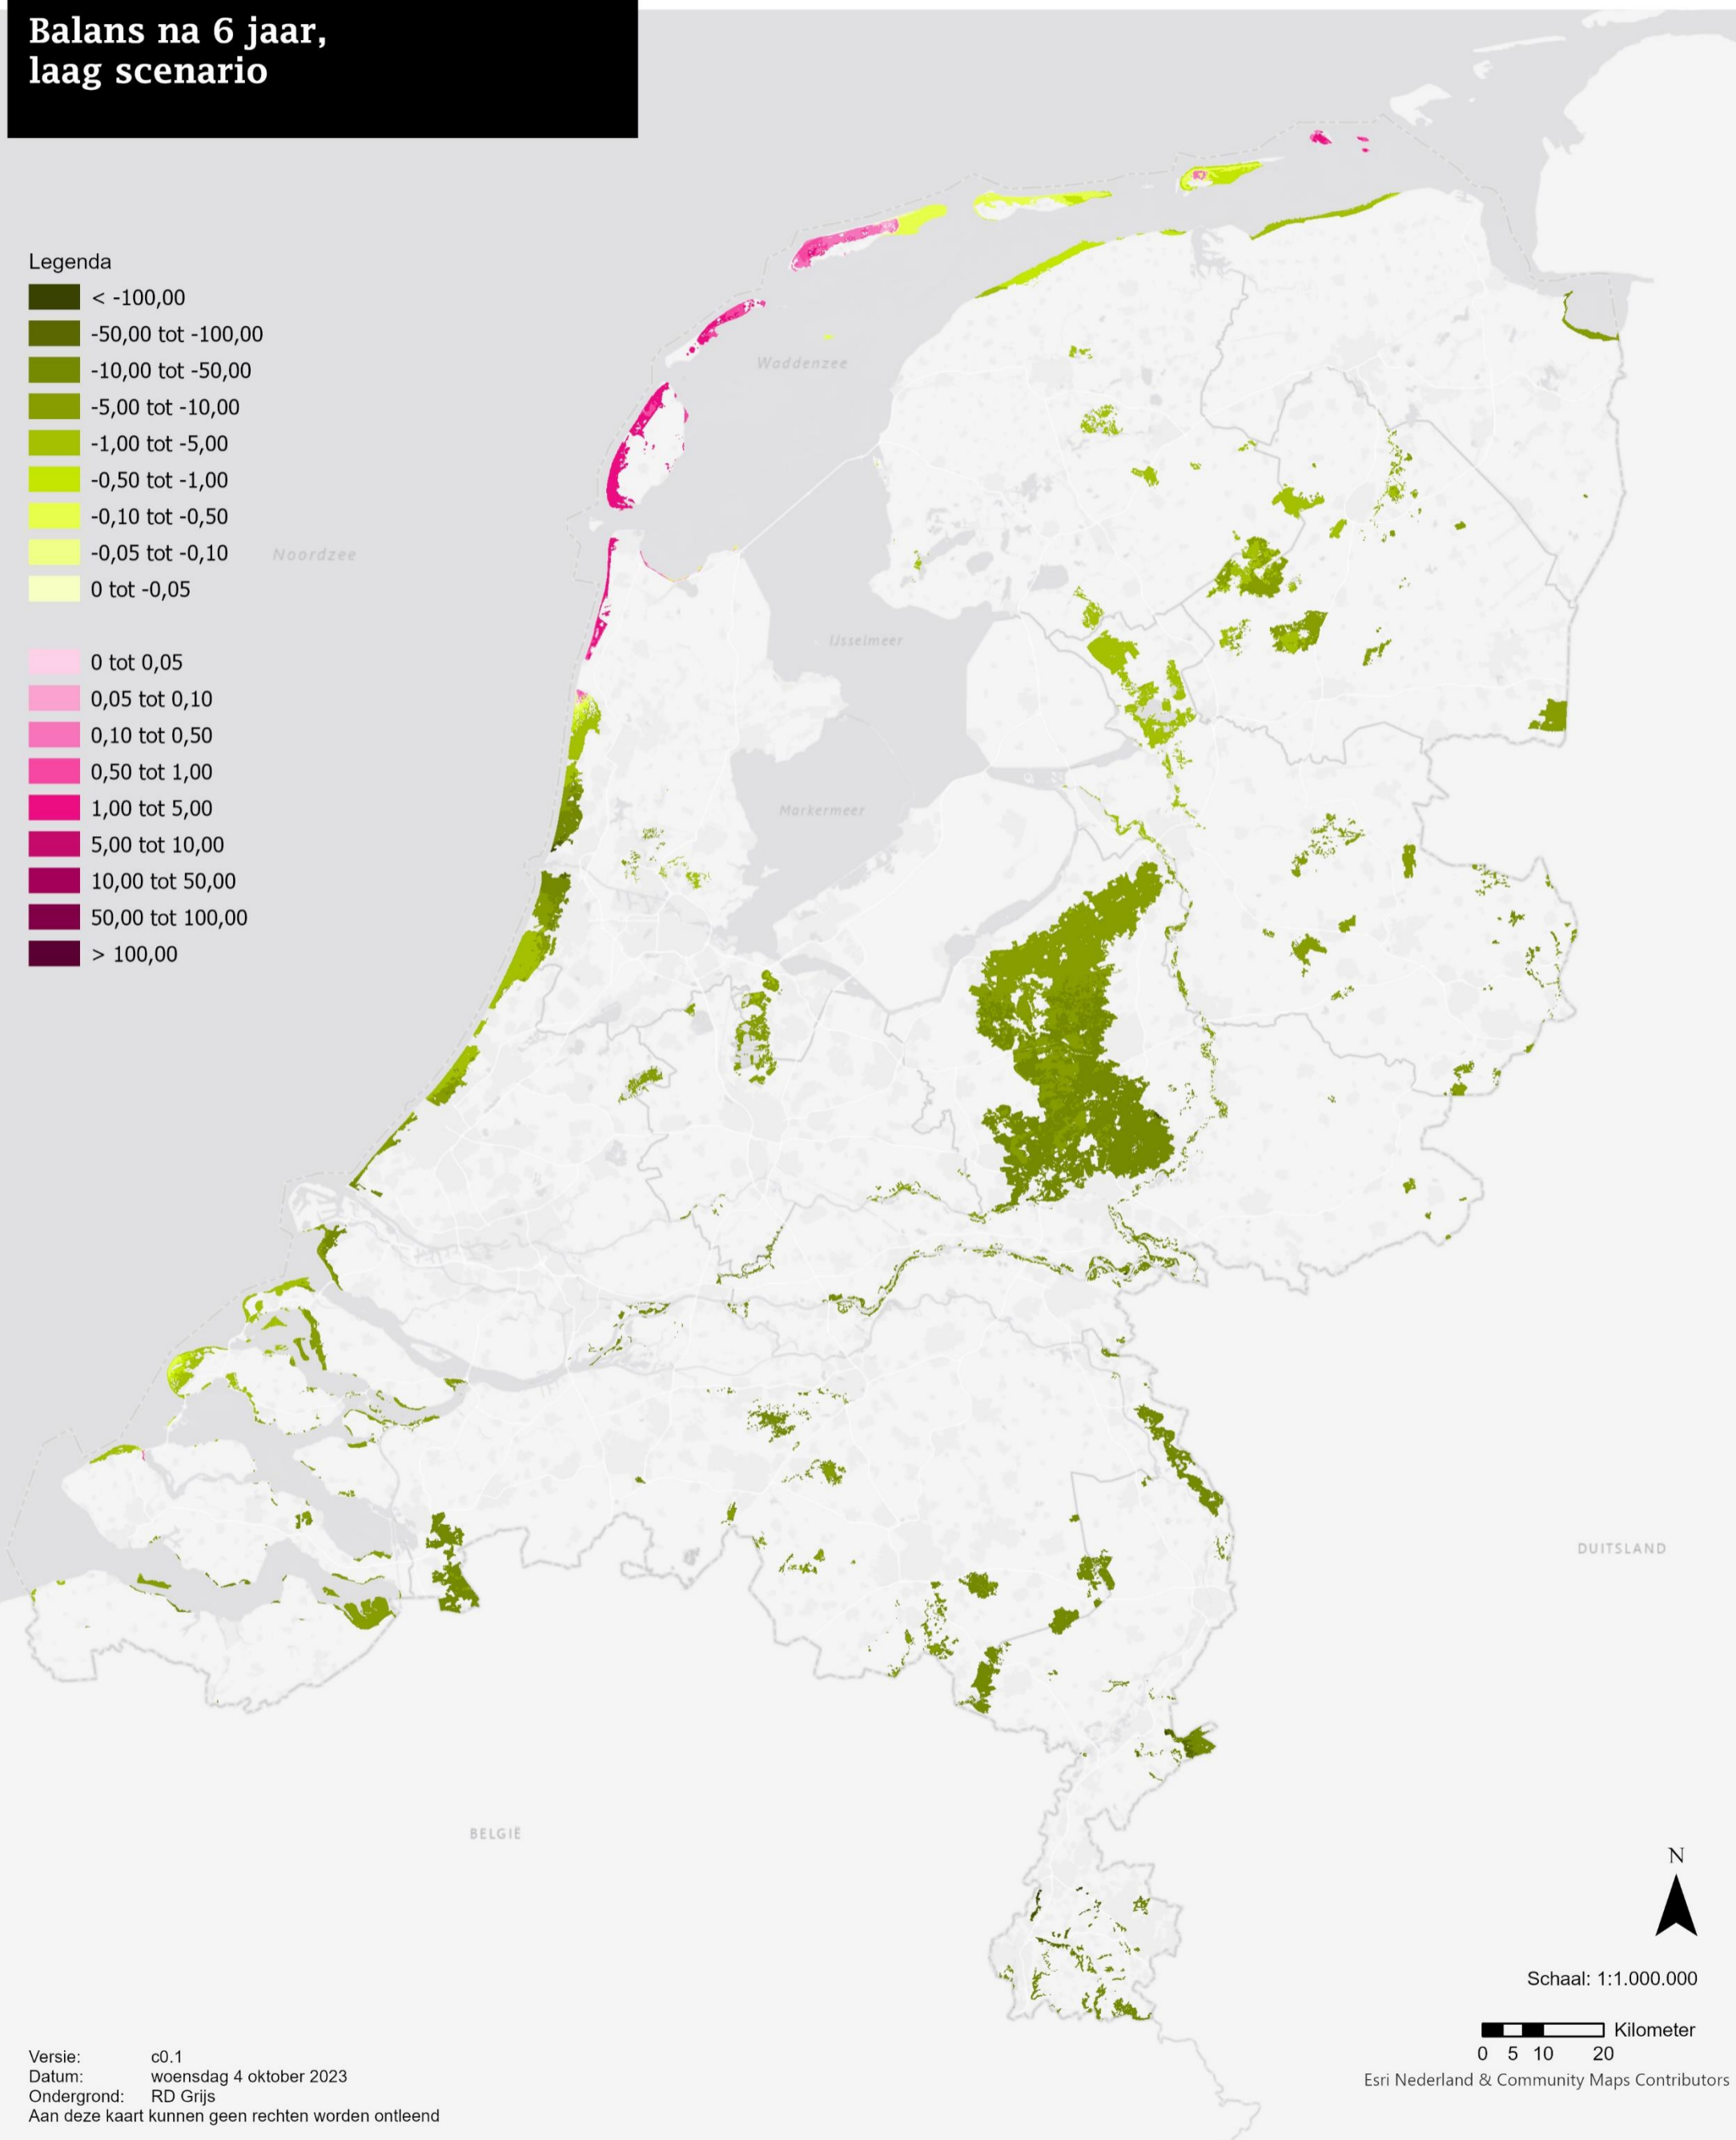 Balans na 6 jaar,
laag scenario
Legenda
< -100,00
-50,00 tot -100,00
-10,00 tot -50,00
-5,00 tot -10,00
-1,00 tot -5,00
-0,50 tot -1,00
-0,10 tot -0,50
-0,05 tot -0,10
0 tot -0,05
0 tot 0,05
0,05 tot 0,10
0,10 tot 0,50
0,50 tot 1,00
1,00 tot 5,00
5,00 tot 10,00
10,00 tot 50,00
50,00 tot 100,00
> 100,00
Waddenzee
Noordzee
IJsselmeer
Markermeer
DUITSLAND
BELGIË
N
Schaal: 1:1.000.000
Kilometer
0 5 10 20
Esri Nederland & Community Maps Contributors
Versie: c0.1
Datum: woensdag 4 oktober 2023
Ondergrond: RD Grijs
Aan deze kaart kunnen geen rechten worden ontleend